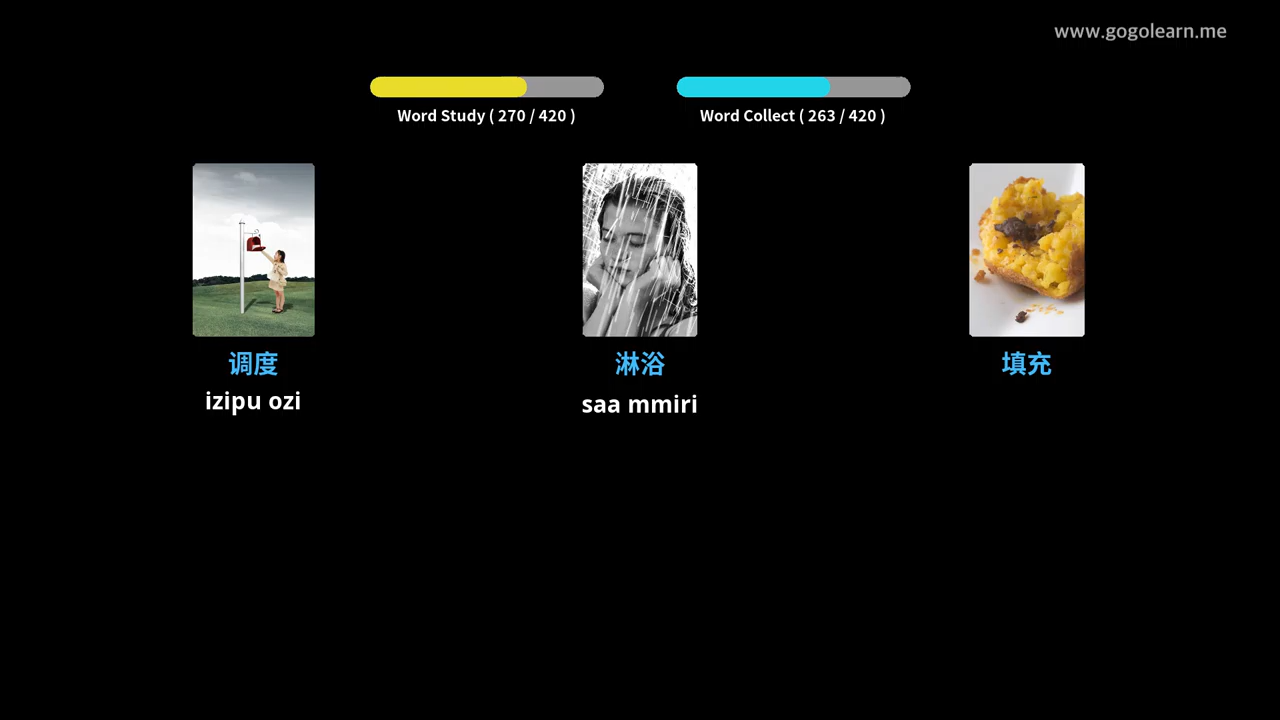 www.gogolearn.me
Word Study ( 270 / 420 )
Word Collect ( 263 / 420 )
调度
淋浴
填充
izipu ozi
saa mmiri